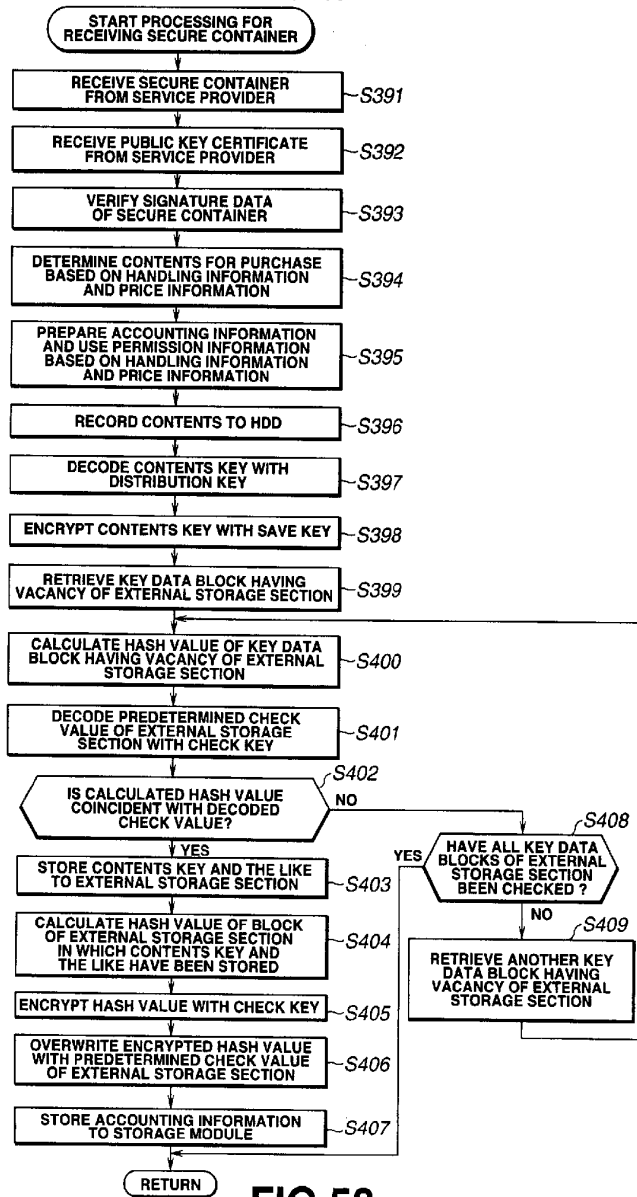 START PROCESSING FOR
RECEIVING SECURE CONTAINER
RECEIVE SECURE CONTAINER
FROM SERVICE PROVIDER
S391
RECEIVE PUBLIC KEY CERTIFICATE
FROM SERVICE PROVIDER
S392
VERIFY SIGNATURE DATA
OF SECURE CONTAINER
S393
DETERMINE CONTENTS FOR PURCHASE
BASED ON HANDLING INFORMATION
AND PRICE INFORMATION
S394
PREPARE ACCOUNTING INFORMATION
AND USE PERMISSION INFORMATION
BASED ON HANDLING INFORMATION
AND PRICE INFORMATION
S395
RECORD CONTENTS TO HDD
S396
DECODE CONTENTS KEY WITH
DISTRIBUTION KEY
S397
ENCRYPT CONTENTS KEY WITH SAVE KEY
S398
RETRIEVE KEY DATA BLOCK HAVING
VACANCY OF EXTERNAL STORAGE SECTION
S399
CALCULATE HASH VALUE OF KEY DATA
BLOCK HAVING VACANCY OF EXTERNAL
STORAGE SECTION
S400
DECODE PREDETERMINED CHECK
VALUE OF EXTERNAL STORAGE
SECTION WITH CHECK KEY
S401
S402
IS CALCULATED HASH VALUE
COINCIDENT WITH DECODED
CHECK VALUE?
NO
YES
S408
HAVE ALL KEY DATA
BLOCKS OF EXTERNAL
STORAGE SECTION
BEEN CHECKED ?
YES
NO
S409
RETRIEVE ANOTHER KEY
DATA BLOCK HAVING
VACANCY OF EXTERNAL
STORAGE SECTION
STORE CONTENTS KEY AND THE LIKE
TO EXTERNAL STORAGE SECTION
S403
CALCULATE HASH VALUE OF BLOCK
OF EXTERNAL STORAGE SECTION
IN WHICH CONTENTS KEY AND
THE LIKE HAVE BEEN STORED
S404
ENCRYPT HASH VALUE WITH CHECK KEY
S405
OVERWRITE ENCRYPTED HASH VALUE
WITH PREDETERMINED CHECK VALUE
OF EXTERNAL STORAGE SECTION
S406
STORE ACCOUNTING INFORMATION
TO STORAGE MODULE
S407
RETURN